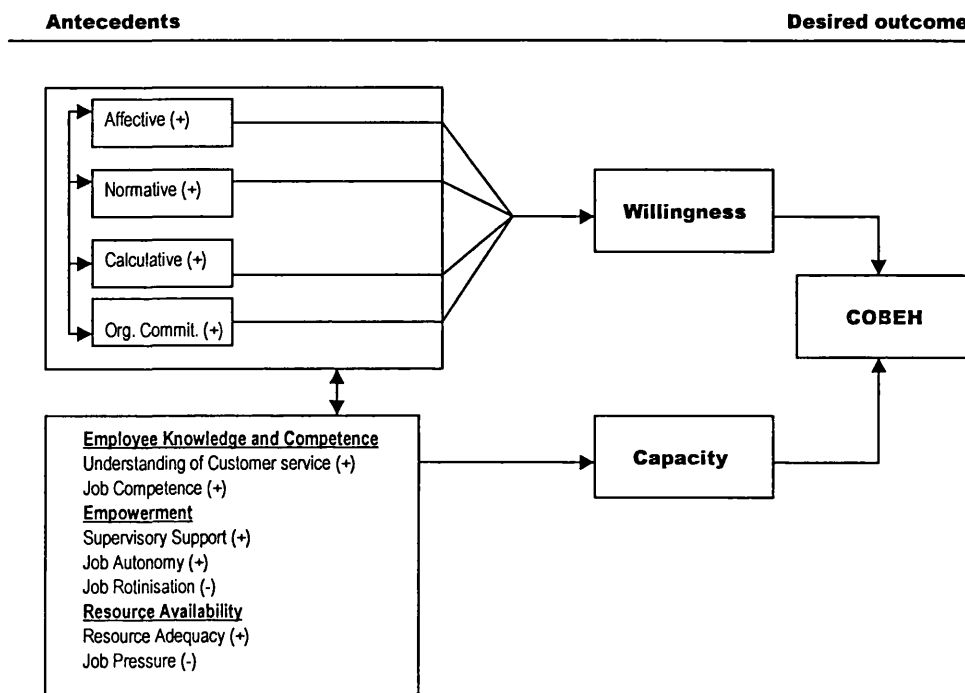 Antecedents
Desired outcome
Affective (+)
Normative (+)
Calculative (+)
Org. Commit. (+)
Willingness
COBEH
Employee Knowledge and Competence
Understanding of Customer service (+)
Job Competence (+)
Empowerment
Supervisory Support (+)
Job Autonomy (+)
Job Rotinisation (-)
Resource Availability
Resource Adequacy (+)
Job Pressure (-)
Capacity